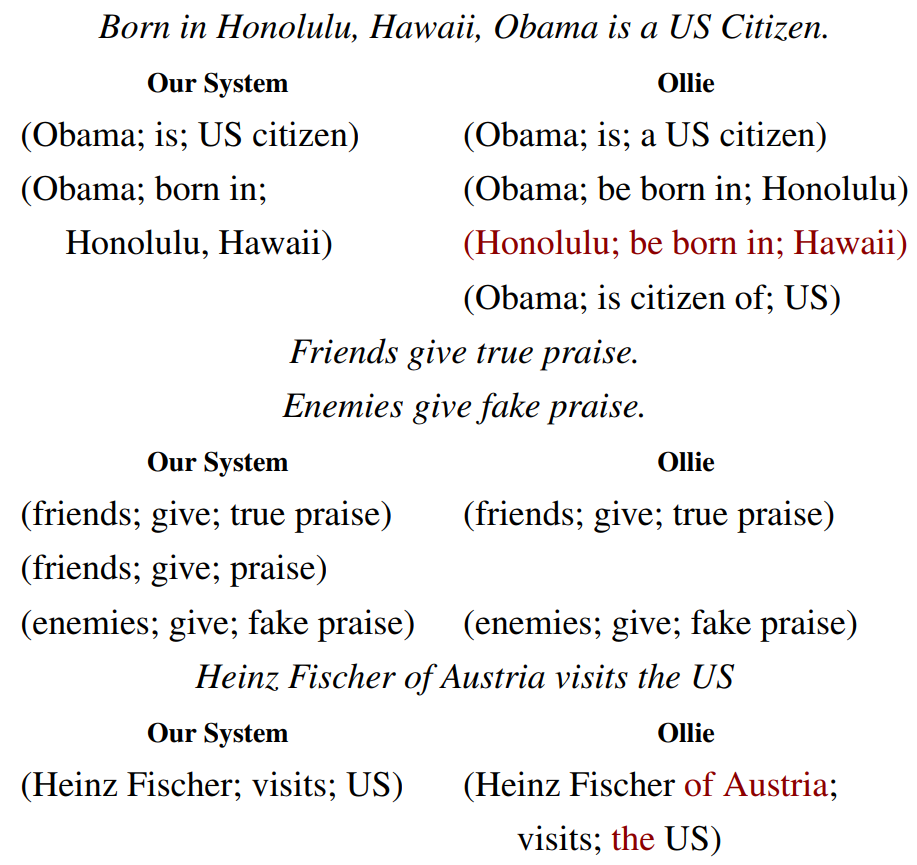 Born in Honolulu, Hawaii, Obama is a US Citizen.
Our System Ollie
(Obama; is; US citizen) (Obama; is; a US citizen)
(Obama; born in; (Obama; be born in; Honolulu)
Honolulu, Hawaii) (Honolulu; be born in; Hawaii)
(Obama; is citizen of; US)
Friends give true praise.
Enemies give fake praise.
Our System Ollie
(friends; give; true praise) (friends; give; true praise)
(friends; give; praise)
(enemies; give; fake praise) (enemies; give; fake praise)
Heinz Fischer of Austria visits the US
Our System Ollie
(Heinz Fischer; visits; US) (Heinz Fischer of Austria;
visits; the US)